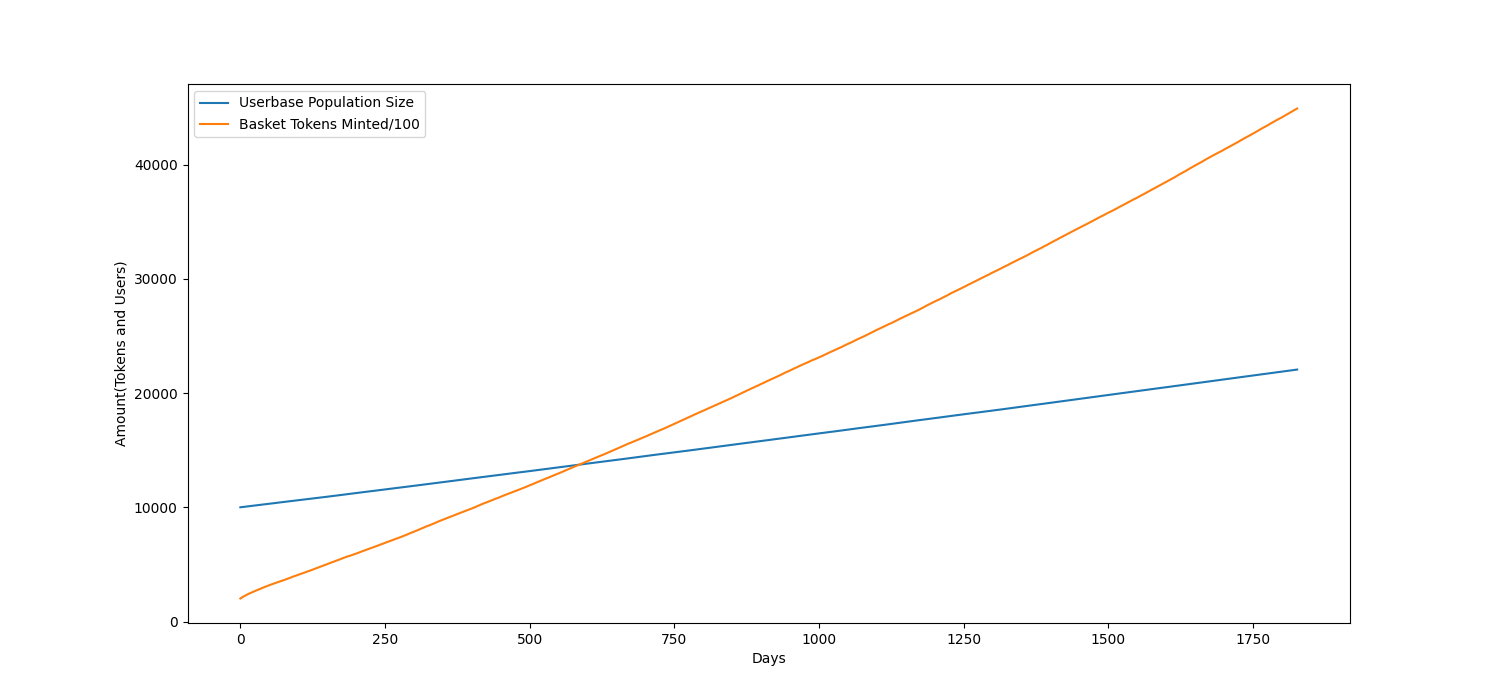 Userbase Population Size
Basket Tokens Minted/100
Amount(Tokens and Users)
40000
30000
20000
10000
0
0 250 500 750 1000 1250 1500 1750
Days